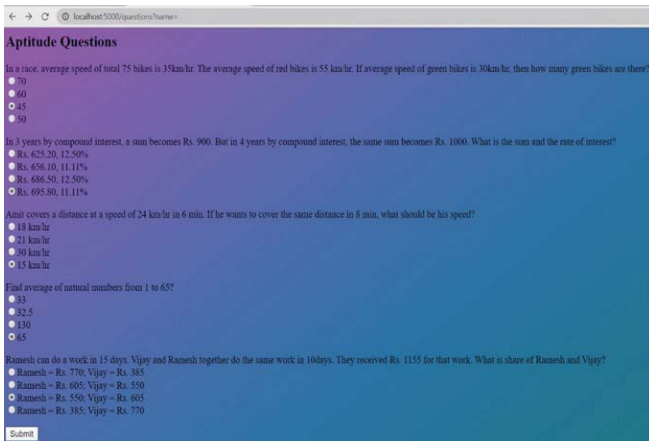 localhost:5000/questions?name=
Aptitude Questions
In a race, average speed of total 75 bikes is 35km/hr. The average speed of red bikes is 55 km/hr. If average speed of green bikes is 30km/hr, then how many green bikes are there?
70
60
45
50
In 3 years by compound interest, a sum becomes Rs. 900. But in 4 years by compound interest, the same sum becomes Rs. 1000. What is the sum and the rate of interest?
Rs. 625.20, 12.50%
Rs. 656.10, 11.11%
Rs. 686.50, 12.50%
Rs. 695.80, 11.11%
Amit covers a distance at a speed of 24 km/hr in 6 min. If he wants to cover the same distance in 8 min, what should be his speed?
18 km/hr
21 km/hr
30 km/hr
15 km/hr
Find average of natural numbers from 1 to 65?
33
32.5
130
65
Ramesh can do a work in 15 days. Vijay and Ramesh together do the same work in 10days. They received Rs. 1155 for that work. What is share of Ramesh and Vijay?
Ramesh = Rs. 770; Vijay = Rs. 385
Ramesh = Rs. 605; Vijay = Rs. 550
Ramesh = Rs. 550; Vijay = Rs. 605
Ramesh = Rs. 385; Vijay = Rs. 770
Submit